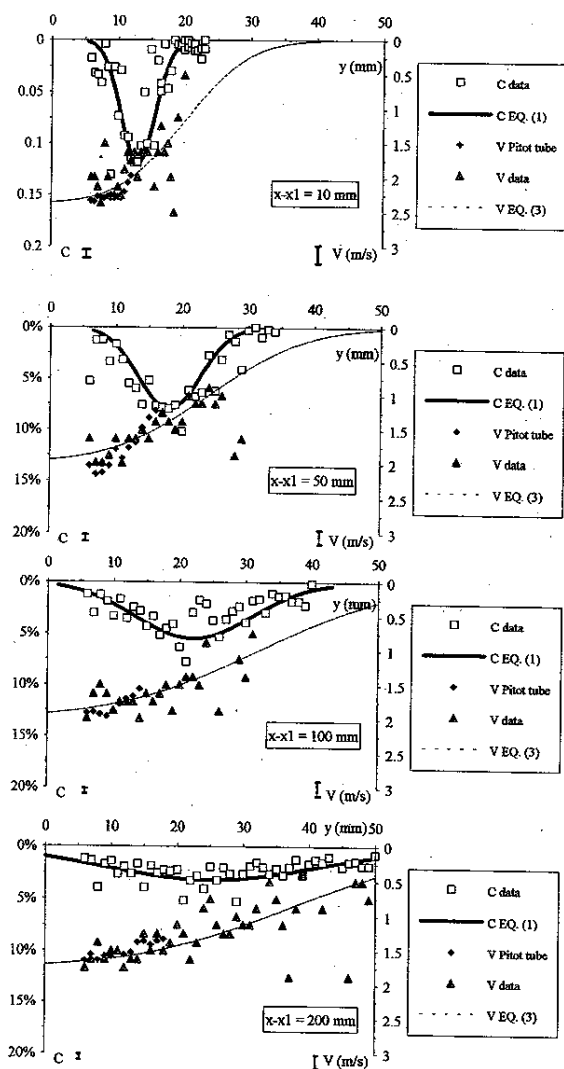 0 10 20 30 40 50
0
0.05
0.1
0.15
0.2
y (mm)
0
0.5
1
1.5
2
2.5
3
x-x1 = 10 mm
C
V (m/s)
C data
C EQ. (1)
V Pitot tube
V data
V EQ. (3)
0 10 20 30 40 50
0%
5%
10%
15%
20%
y (mm)
0
0.5
1
1.5
2
2.5
3
x-x1 = 50 mm
C
V (m/s)
C data
C EQ. (1)
V Pitot tube
V data
V EQ. (3)
0 10 20 30 40 50
0%
5%
10%
15%
20%
y (mm)
0
0.5
1
1.5
2
2.5
3
x-x1 = 100 mm
C
V (m/s)
C data
C EQ. (1)
V Pitot tube
V data
V EQ. (3)
0 10 20 30 40 50
y (mm)
0%
5%
10%
15%
20%
0
0.5
1
1.5
2
2.5
3
x-x1 = 200 mm
C
V (m/s)
C data
C EQ. (1)
V Pitot tube
V data
V EQ. (3)